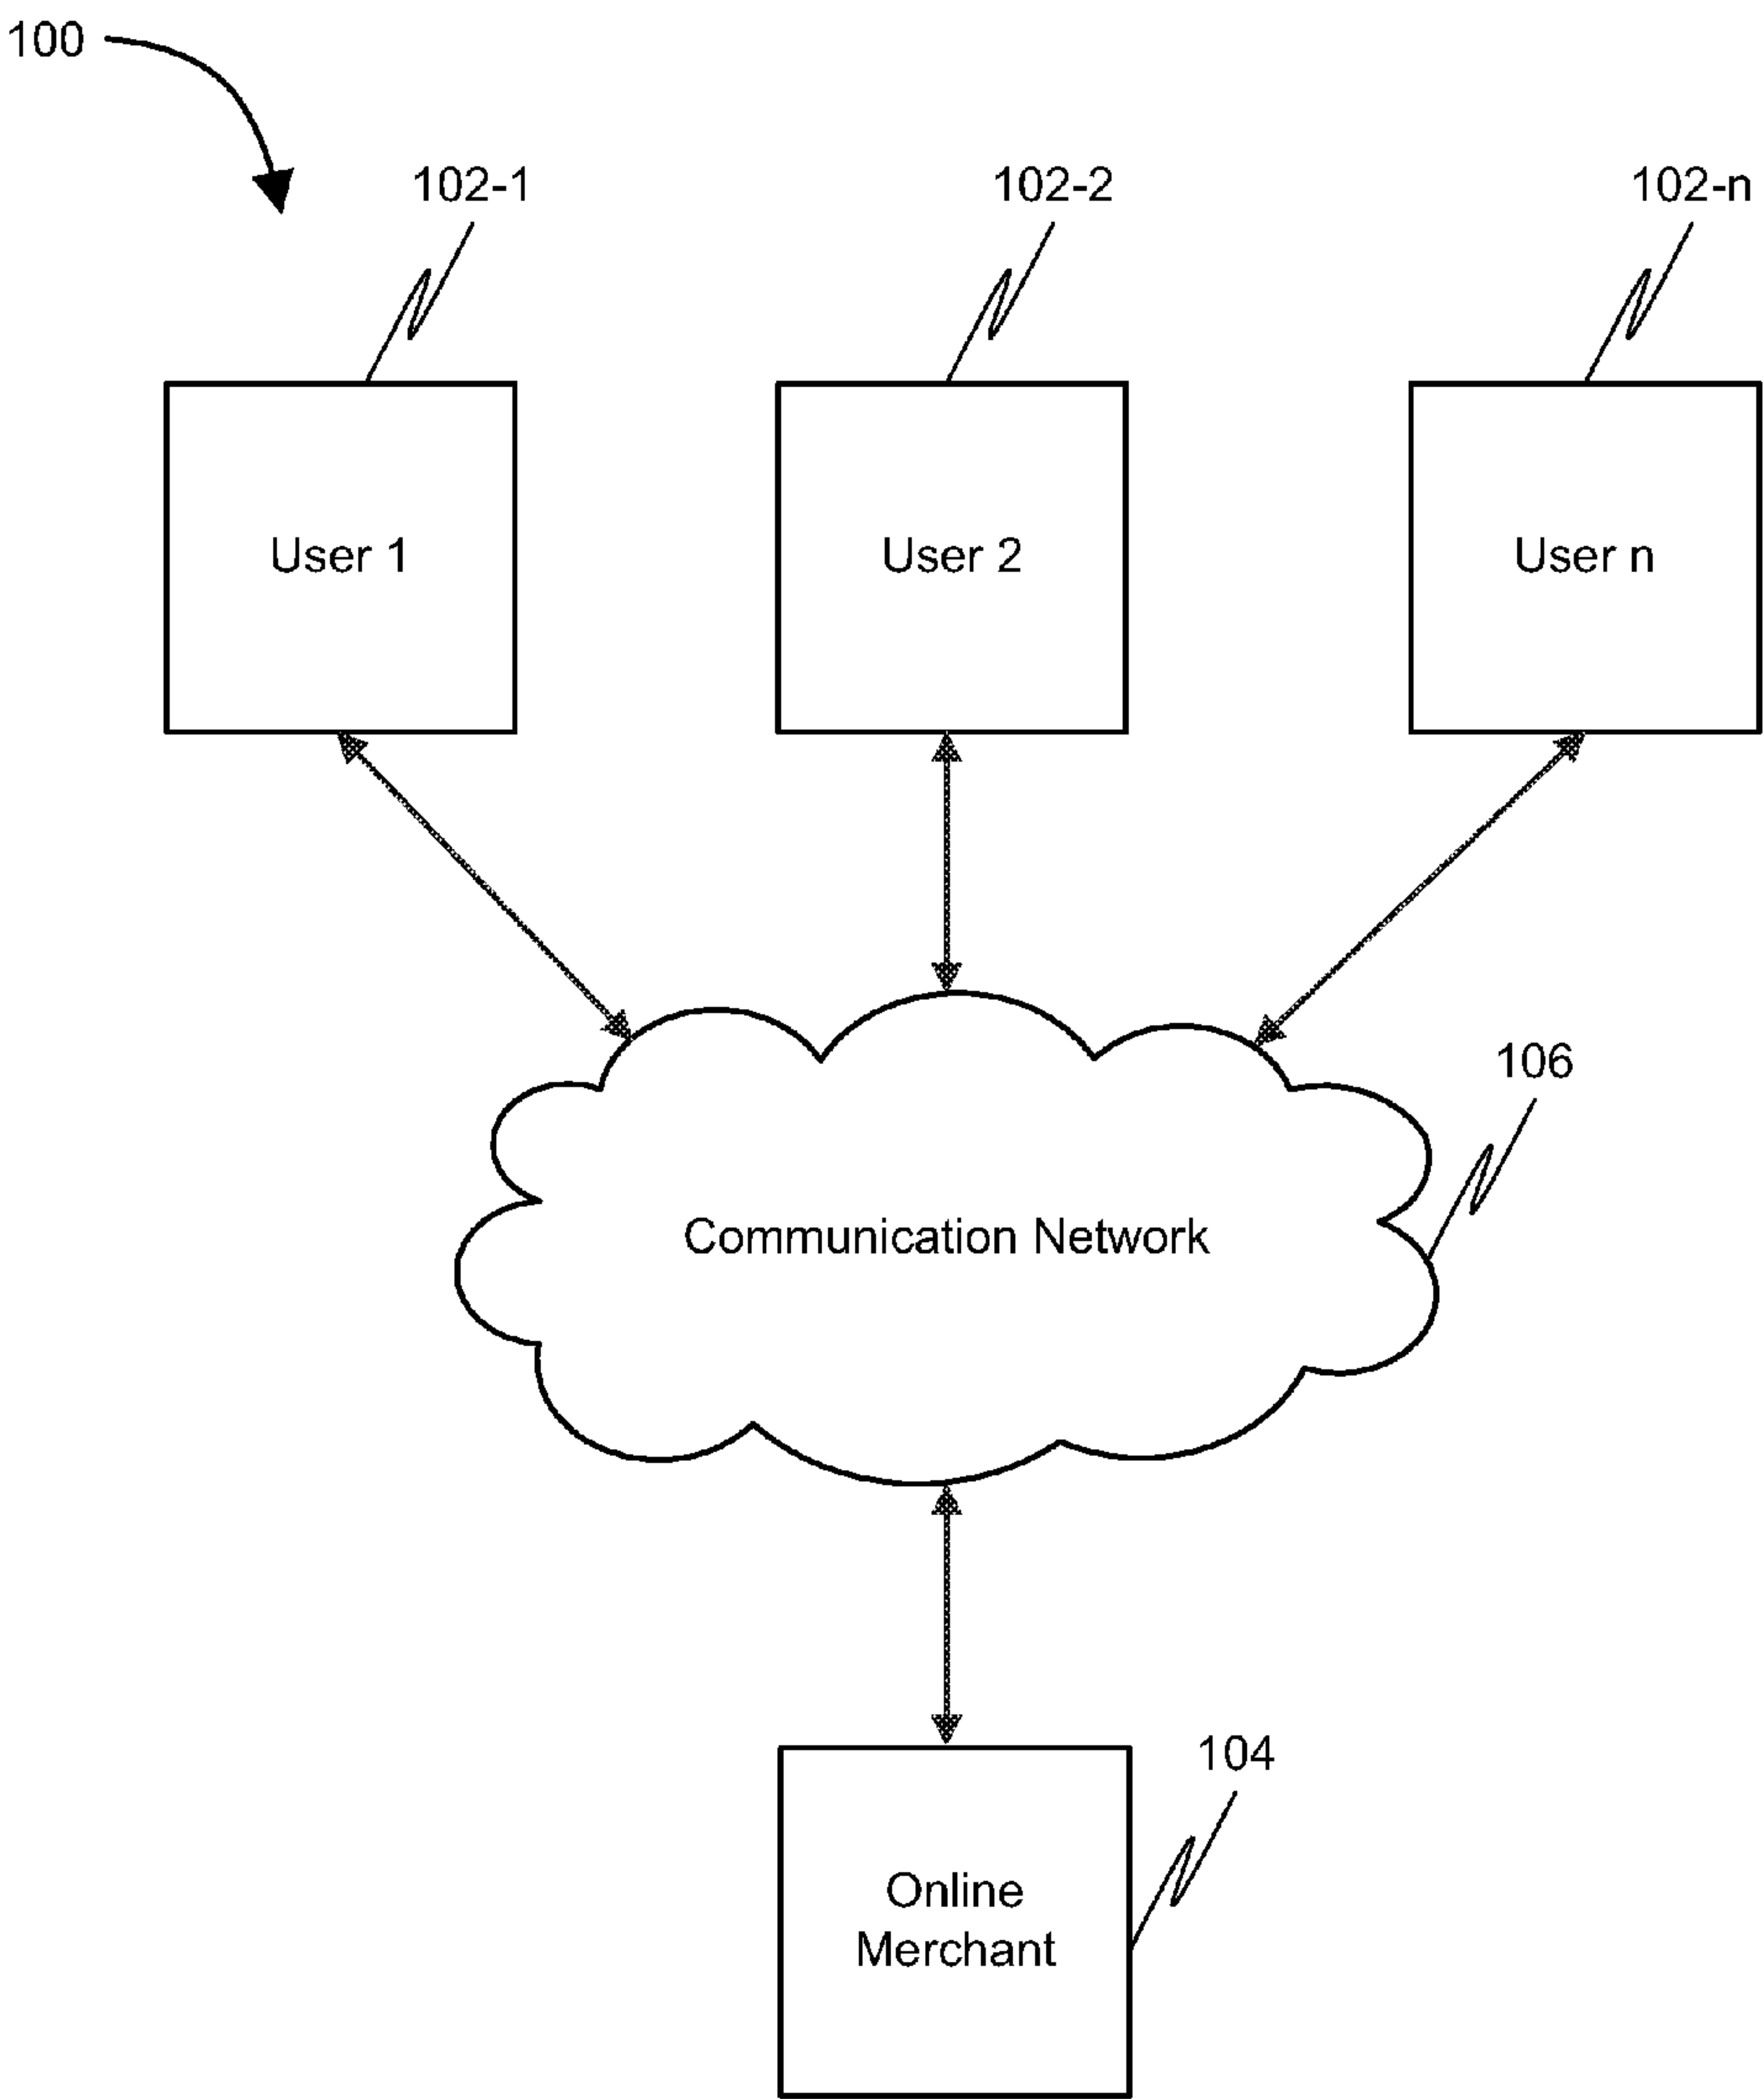 100
102-1
102-2
102-n
User 1
User 2
User n
106
Communication Network
104
Online
Merchant